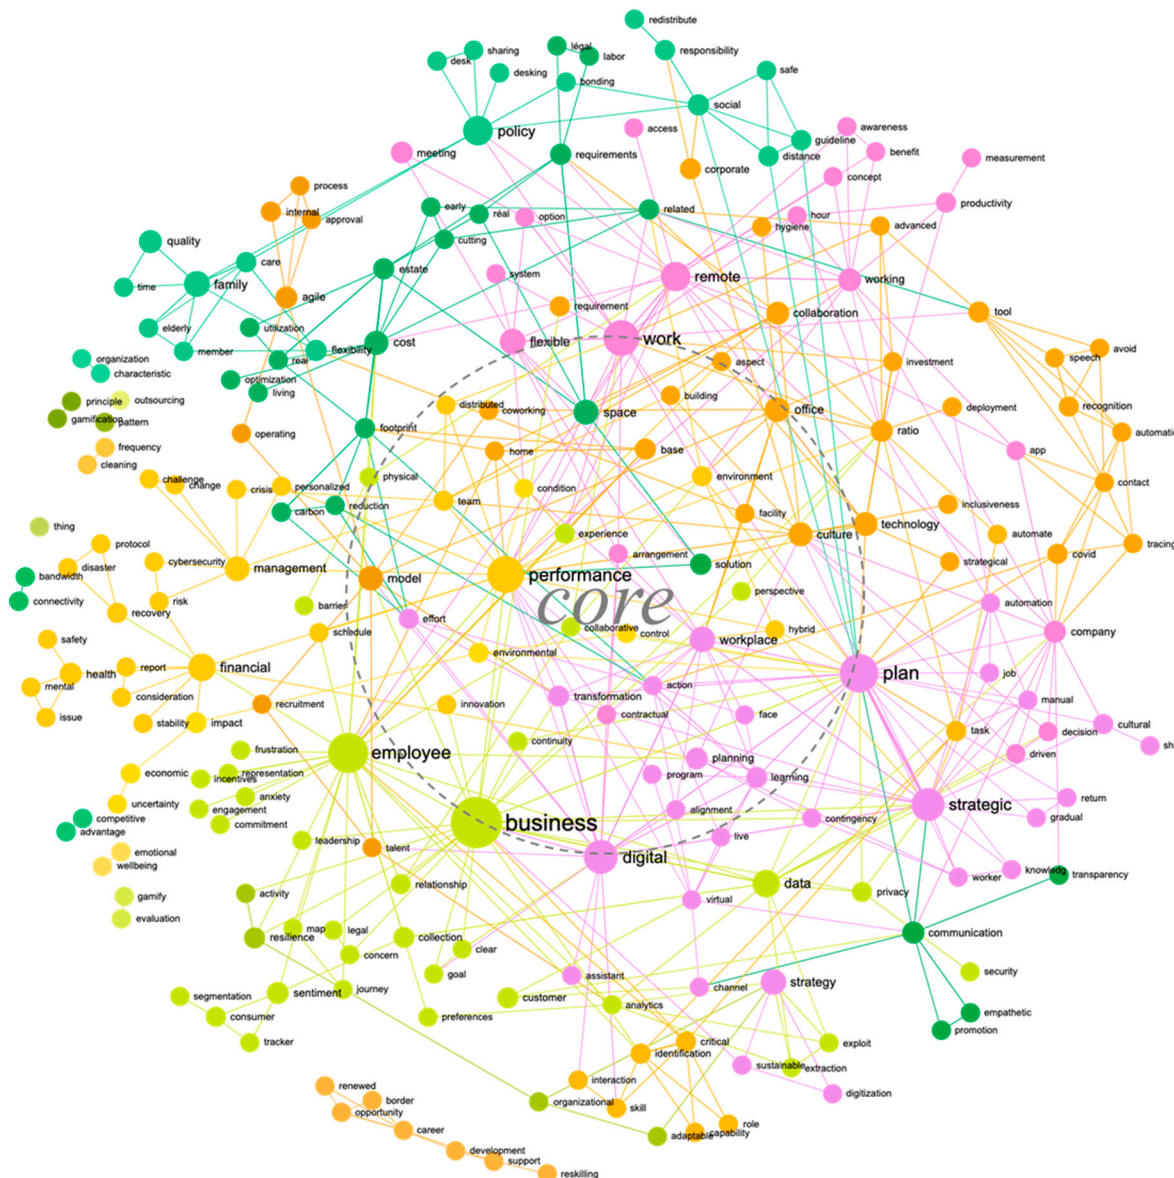 redistribute
sharing
légal
responsibility
desk
labor
desking
bonding
safe
social
policy
access
awareness
guideline
meeting
requirements
distance
benefit
measurement
corporate
concept
process
internal
approval
early
réal
option
related
hour
productivity
hygiene
advanced
quality
cutting
care
estate
system
remote
working
time
family
agile
requirement
collaboration
tool
elderly
utilization
flexible
work
member
real
flexibility
cost
aspect
investment
avoid
speech
organization
characteristic
optimization
living
building
principle
outsourcing
distributed
coworking
space
office
deployment
recognition
gamification
pattern
footprint
operating
ratio
automatic
frequency
home
base
app
cleaning
physical
environment
challenge
change
crisis
personalized
condition
contact
carbon
reduction
team
facility
inclusiveness
thing
experience
culture
technology
automate
protocol
arrangement
tracing
disaster
cybersecurity
management
model
performance
solution
strategical
covid
bandwidth
core
perspective
connectivity
recovery
risk
barrier
effort
automation
collaborative
control
hybrid
company
safety
schedule
workplace
environmental
health
report
financial
plan
job
mental
consideration
transformation
action
manual
issue
stability
impact
recruitment
innovation
contractual
face
cultural
task
decision
sh
frustration
employee
continuity
driven
planning
economic
incentives
representation
program
learning
anxiety
return
uncertainty
engagement
strategic
competitive
commitment
business
alignment
contingency
gradual
advantage
leadership
talent
live
emotional
digital
wellbeing
relationship
data
knowledg
worker
transparency
gamify
activity
privacy
virtual
evaluation
resilience
map
legal
collection
communication
concern
clear
goal
assistant
security
segmentation
sentiment
journey
channel
strategy
customer
analytics
consumer
preferences
empathetic
promotion
tracker
critical
exploit
identification
sustainable
extraction
renewed
interaction
border
organizational
digitization
opportunity
skill
career
role
adaptable
capability
development
support
reskilling